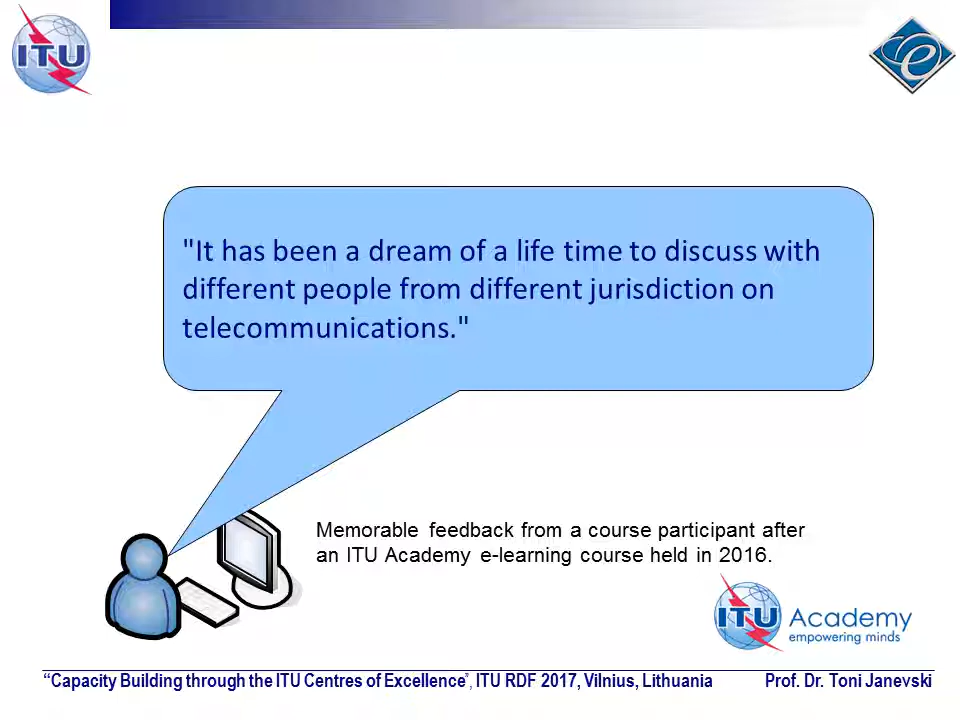 ITU
e
"It has been a dream of a life time to discuss with
different people from different jurisdiction on
telecommunications."
Memorable feedback from a course participant after
an ITU Academy e-learning course held in 2016.
ITU Academy
empowering minds
“Capacity Building through the ITU Centres of Excellence”, ITU RDF 2017, Vilnius, Lithuania Prof. Dr. Toni Janevski